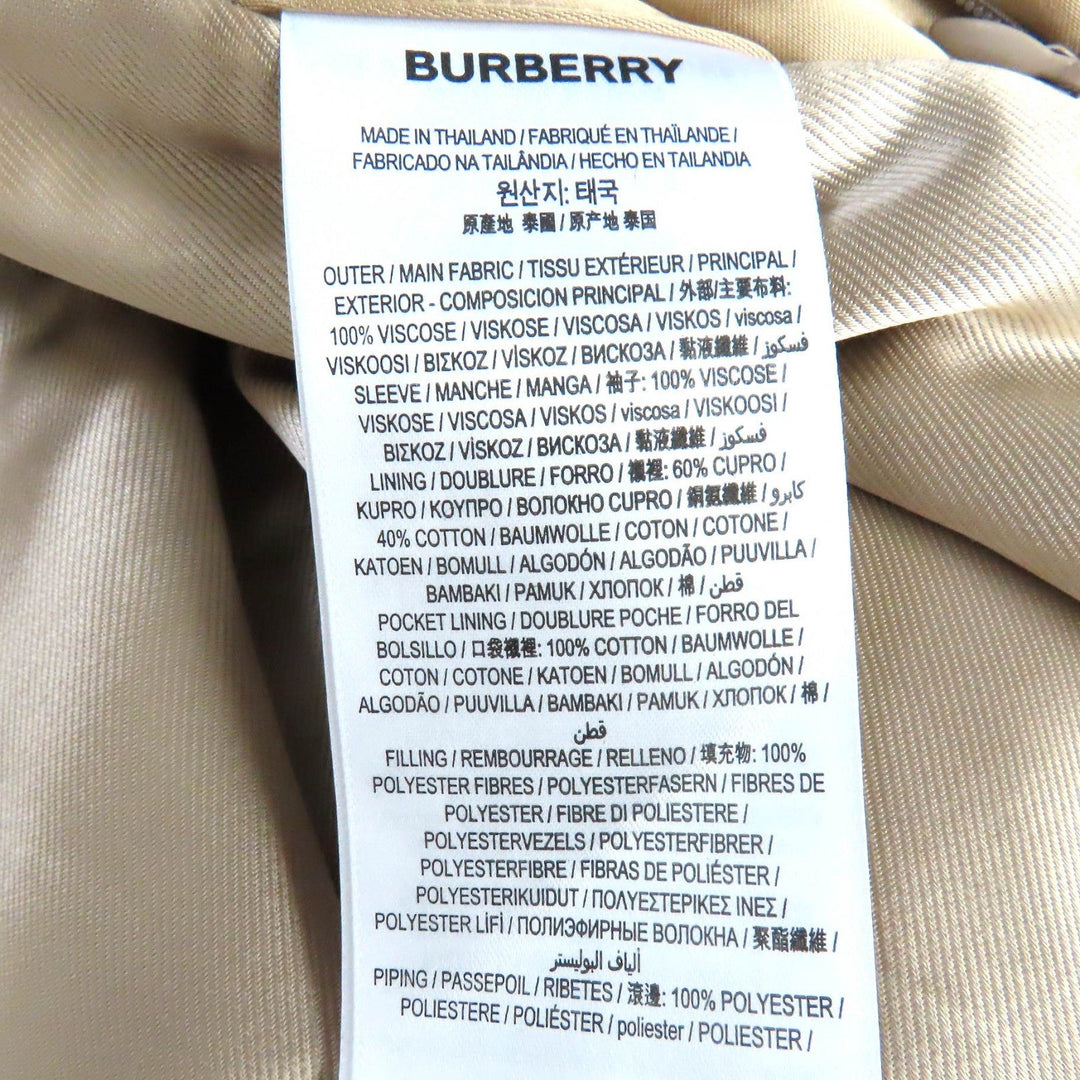 BURBERRY
MADE IN THAILAND / FABRIQUÉ EN THAÏLANDE /
FABRICADO NA TAILÂNDIA / HECHO EN TAILANDIA
원산지: 태국
原產地 泰國 / 原产地 泰国
OUTER / MAIN FABRIC / TISSU EXTÉRIEUR / PRINCIPAL /
EXTERIOR - COMPOSICION PRINCIPAL / 外部/主要布料:
100% VISCOSE / VISKOSE / VISCOSA / VISKOS / viscosa /
VISKOOSI / ΒΙΣΚΟΖ / VİSKOZ / ВИСКОЗА / 黏液纖維 / فسكوز
SLEEVE / MANCHE / MANGA / 袖子: 100% VISCOSE /
VISKOSE / VISCOSA / VISKOS / viscosa / VISKOOSI /
ΒΙΣΚΟΖ / VİSKOZ / ВИСКОЗА / 黏液纖維 / فسكوز
LINING / DOUBLURE / FORRO / 襯裡: 60% CUPRO /
KUPRO / ΚΟΥΠΡΟ / ВОЛОКНО CUPRO / 銅氨纖維 / كابرو
40% COTTON / BAUMWOLLE / COTON / COTONE /
KATOEN / BOMULL / ALGODÓN / ALGODÃO / PUUVILLA /
ΒΑΜΒΑΚΙ / PAMUK / ХЛОПОК / 棉 / قطن
POCKET LINING / DOUBLURE POCHE / FORRO DEL
BOLSILLO / 口袋襯裡: 100% COTTON / BAUMWOLLE /
COTON / COTONE / KATOEN / BOMULL / ALGODÓN /
ALGODÃO / PUUVILLA / ΒΑΜΒΑΚΙ / PAMUK / ХЛОПОК / 棉 /
قطن
FILLING / REMBOURRAGE / RELLENO / 填充物: 100%
POLYESTER FIBRES / POLYESTERFASERN / FIBRES DE
POLYESTER / FIBRE DI POLIESTERE /
POLYESTERVEZELS / POLYESTERFIBRER /
POLYESTERFIBRE / FIBRAS DE POLIÉSTER /
POLYESTERIKUIDUT / ΠΟΛΥΕΣΤΕΡΙΚΕΣ ΙΝΕΣ /
POLYESTER LİFİ / ПОЛИЭФИРНЫЕ ВОЛОКНА / 聚酯纖維 /
ألياف البوليستر
PIPING / PASSEPOIL / RIBETES / 滾邊: 100% POLYESTER /
POLIESTERE / POLIÉSTER / poliester / POLIESTER /